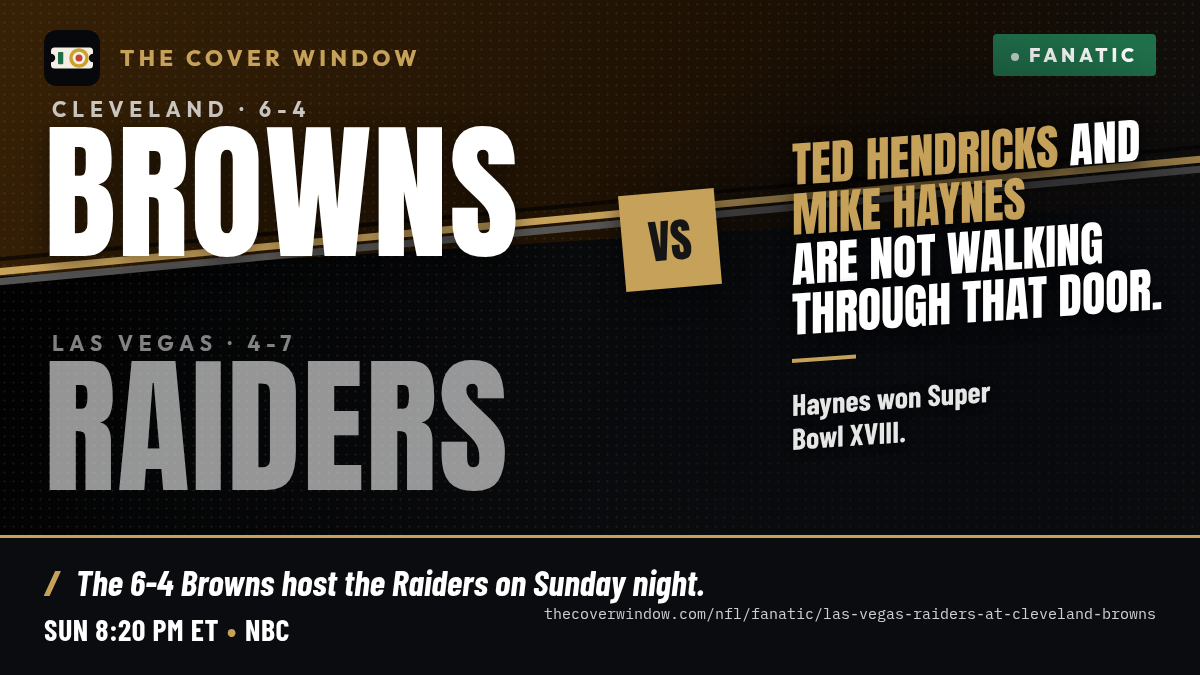 THE COVER WINDOW
FANATIC
CLEVELAND · 6-4
BROWNS
VS
LAS VEGAS · 4-7
RAIDERS
TED HENDRICKS AND
MIKE HAYNES
ARE NOT WALKING
THROUGH THAT DOOR.
Haynes won Super
Bowl XVIII.
/ The 6-4 Browns host the Raiders on Sunday night.
SUN 8:20 PM ET • NBC
thecoverwindow.com/nfl/fanatic/las-vegas-raiders-at-cleveland-browns